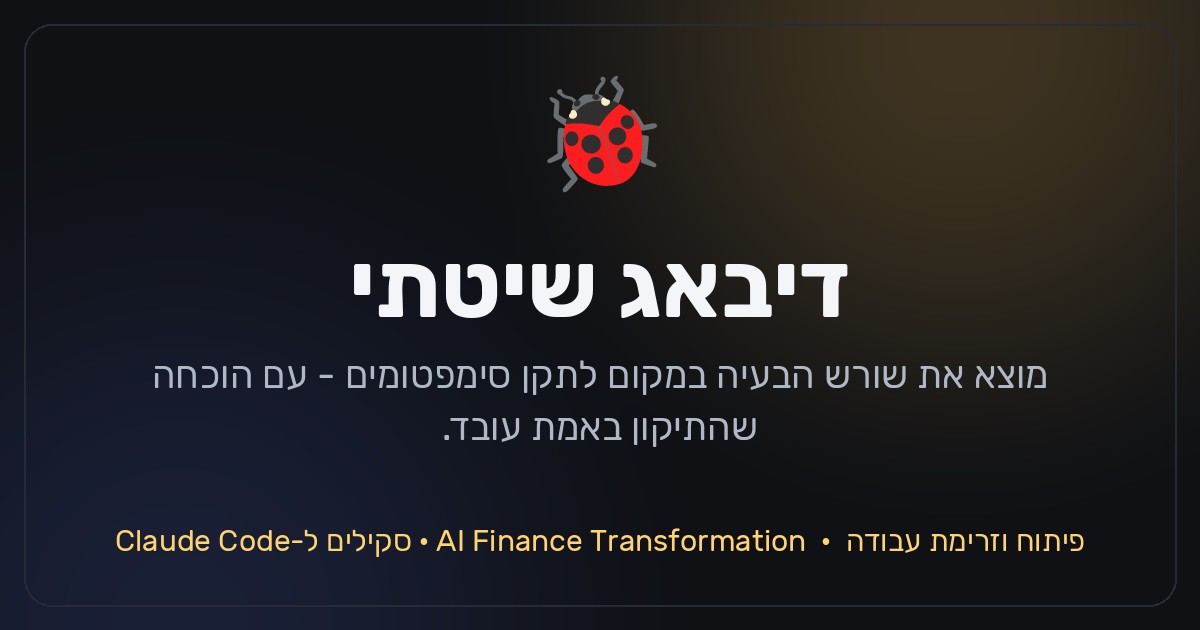 דיבאג שיטתי
מוצא את שורש הבעיה במקום לתקן סימפטומים - עם הוכחה
שהתיקון באמת עובד.
פיתוח וזרימת עבודה • AI Finance Transformation • סקילים ל-Claude Code